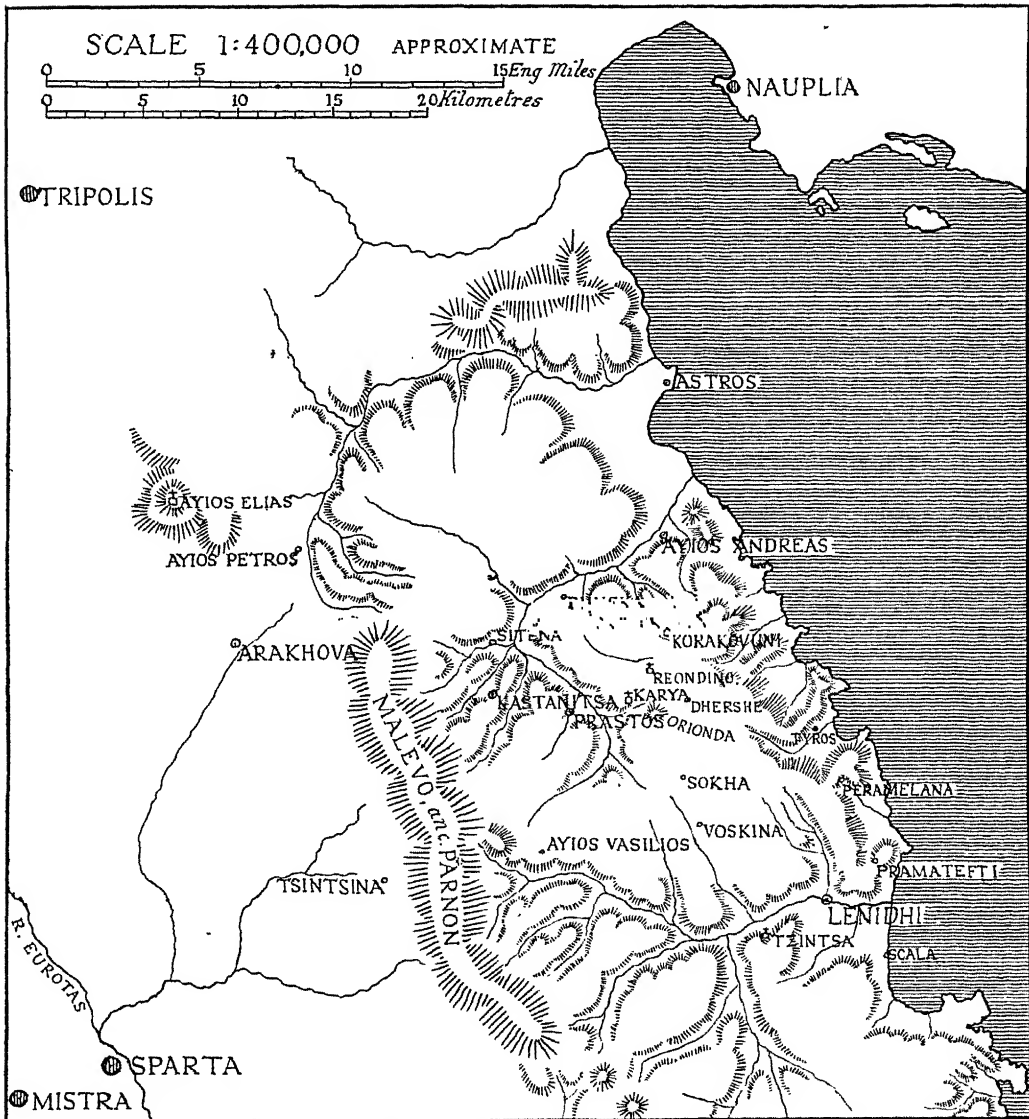 SCALE 1:400,000 APPROXIMATE
0 5 10 15 Eng Miles
0 5 10 15 20 Kilometres
NAUPLIA
TRIPOLIS
ASTROS
AYIOS ELIAS
AYIOS ANDREAS
AYIOS PETROS
KORAKOVUNI
SITENA
ARAKHOVA
REONDINO
KASTANITSA
KARYA
DHERSHE
PRASTOS
ORIONDA
TYROS
MALEVO, anc. PARNON
SOKHA
PERAMELANA
VOSKINA
AYIOS VASILIOS
PRAMATEFTI
TSINTSINA
LENIDHI
TZINTSA
SCALA
R. EUROTAS
SPARTA
MISTRA